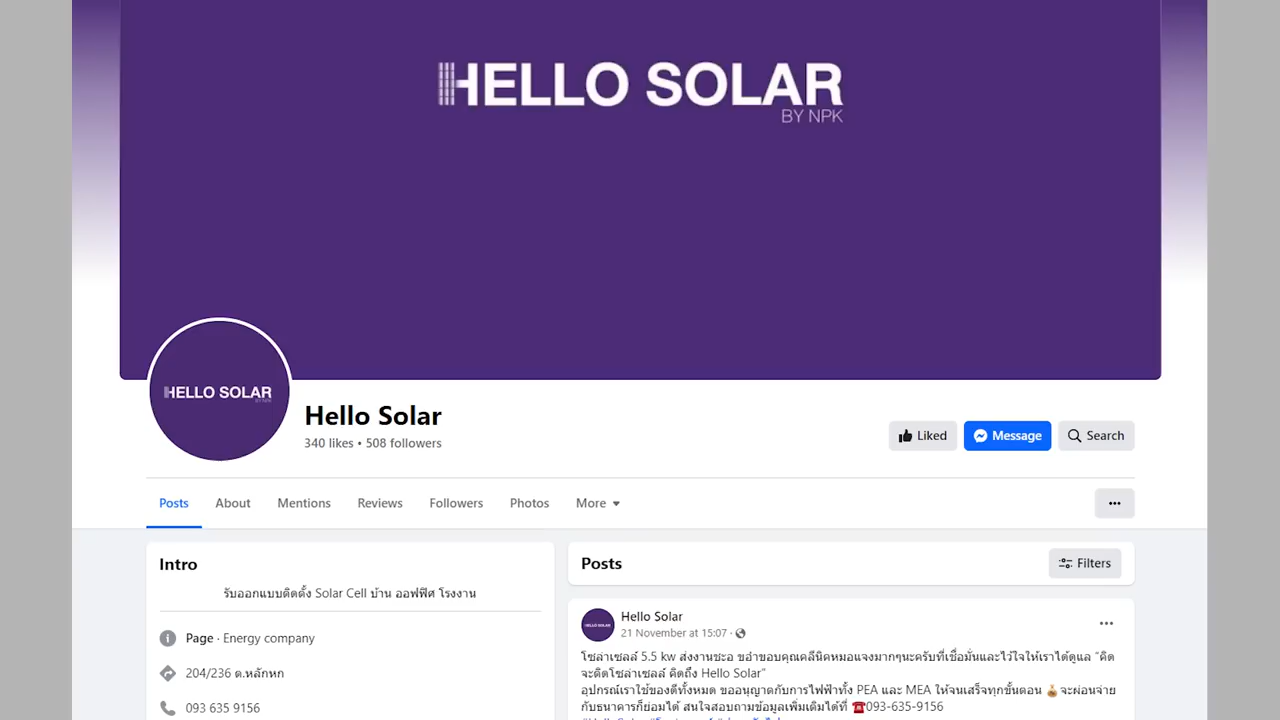 HELLO SOLAR
BY NPK
HELLO SOLAR
BY NPK
Hello Solar
340 likes • 508 followers
Liked
Message
Search
Posts
About
Mentions
Reviews
Followers
Photos
More
Intro
รับออกแบบติดตั้ง Solar Cell บ้าน ออฟฟิศ โรงงาน
Page · Energy company
204/236 ต.หลักหก
093 635 9156
Posts
Filters
HELLO SOLAR
Hello Solar
21 November at 15:07 ·
โซล่าเซลล์ 5.5 kw ส่งงานซะอ ขอำขอบคุณคลีนิคหมอแจงมากๆนะครับที่เชื่อมั่นและไว้ใจให้เราได้ดูแล “คิด
จะติดโซล่าเซลล์ คิดถึง Hello Solar”
อุปกรณ์เราใช้ของดีทั้งหมด ขออนุญาตกับการไฟฟ้าทั้ง PEA และ MEA ให้จนเสร็จทุกขั้นตอน 💰จะผ่อนจ่าย
กับธนาคารก็ย่อมได้ สนใจสอบถามข้อมูลเพิ่มเติมได้ที่ ☎️093-635-9156